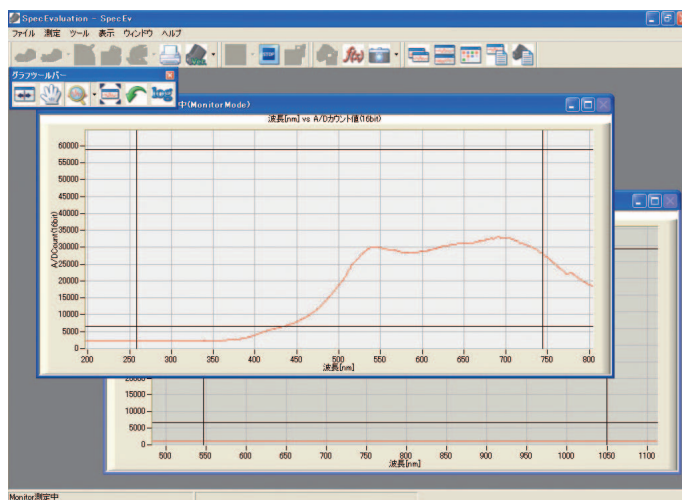 SpecEvaluation - SpecEv
ファイル 測定 ツール 表示 ウィンドウ ヘルプ
STOP
f(x)
グラフツールバー
log
中(MonitorMode)
波長[nm] vs A/Dカウント値(16bit)
A/DCount(16bit)
60000
55000
50000
45000
40000
35000
30000
25000
20000
15000
10000
5000
0
200 250 300 350 400 450 500 550 600 650 700 750 800
波長[nm]
20000
15000
10000
5000
0
500 550 600 650 700 750 800 850 900 950 1000 1050 1100
波長[nm]
Monitor測定中